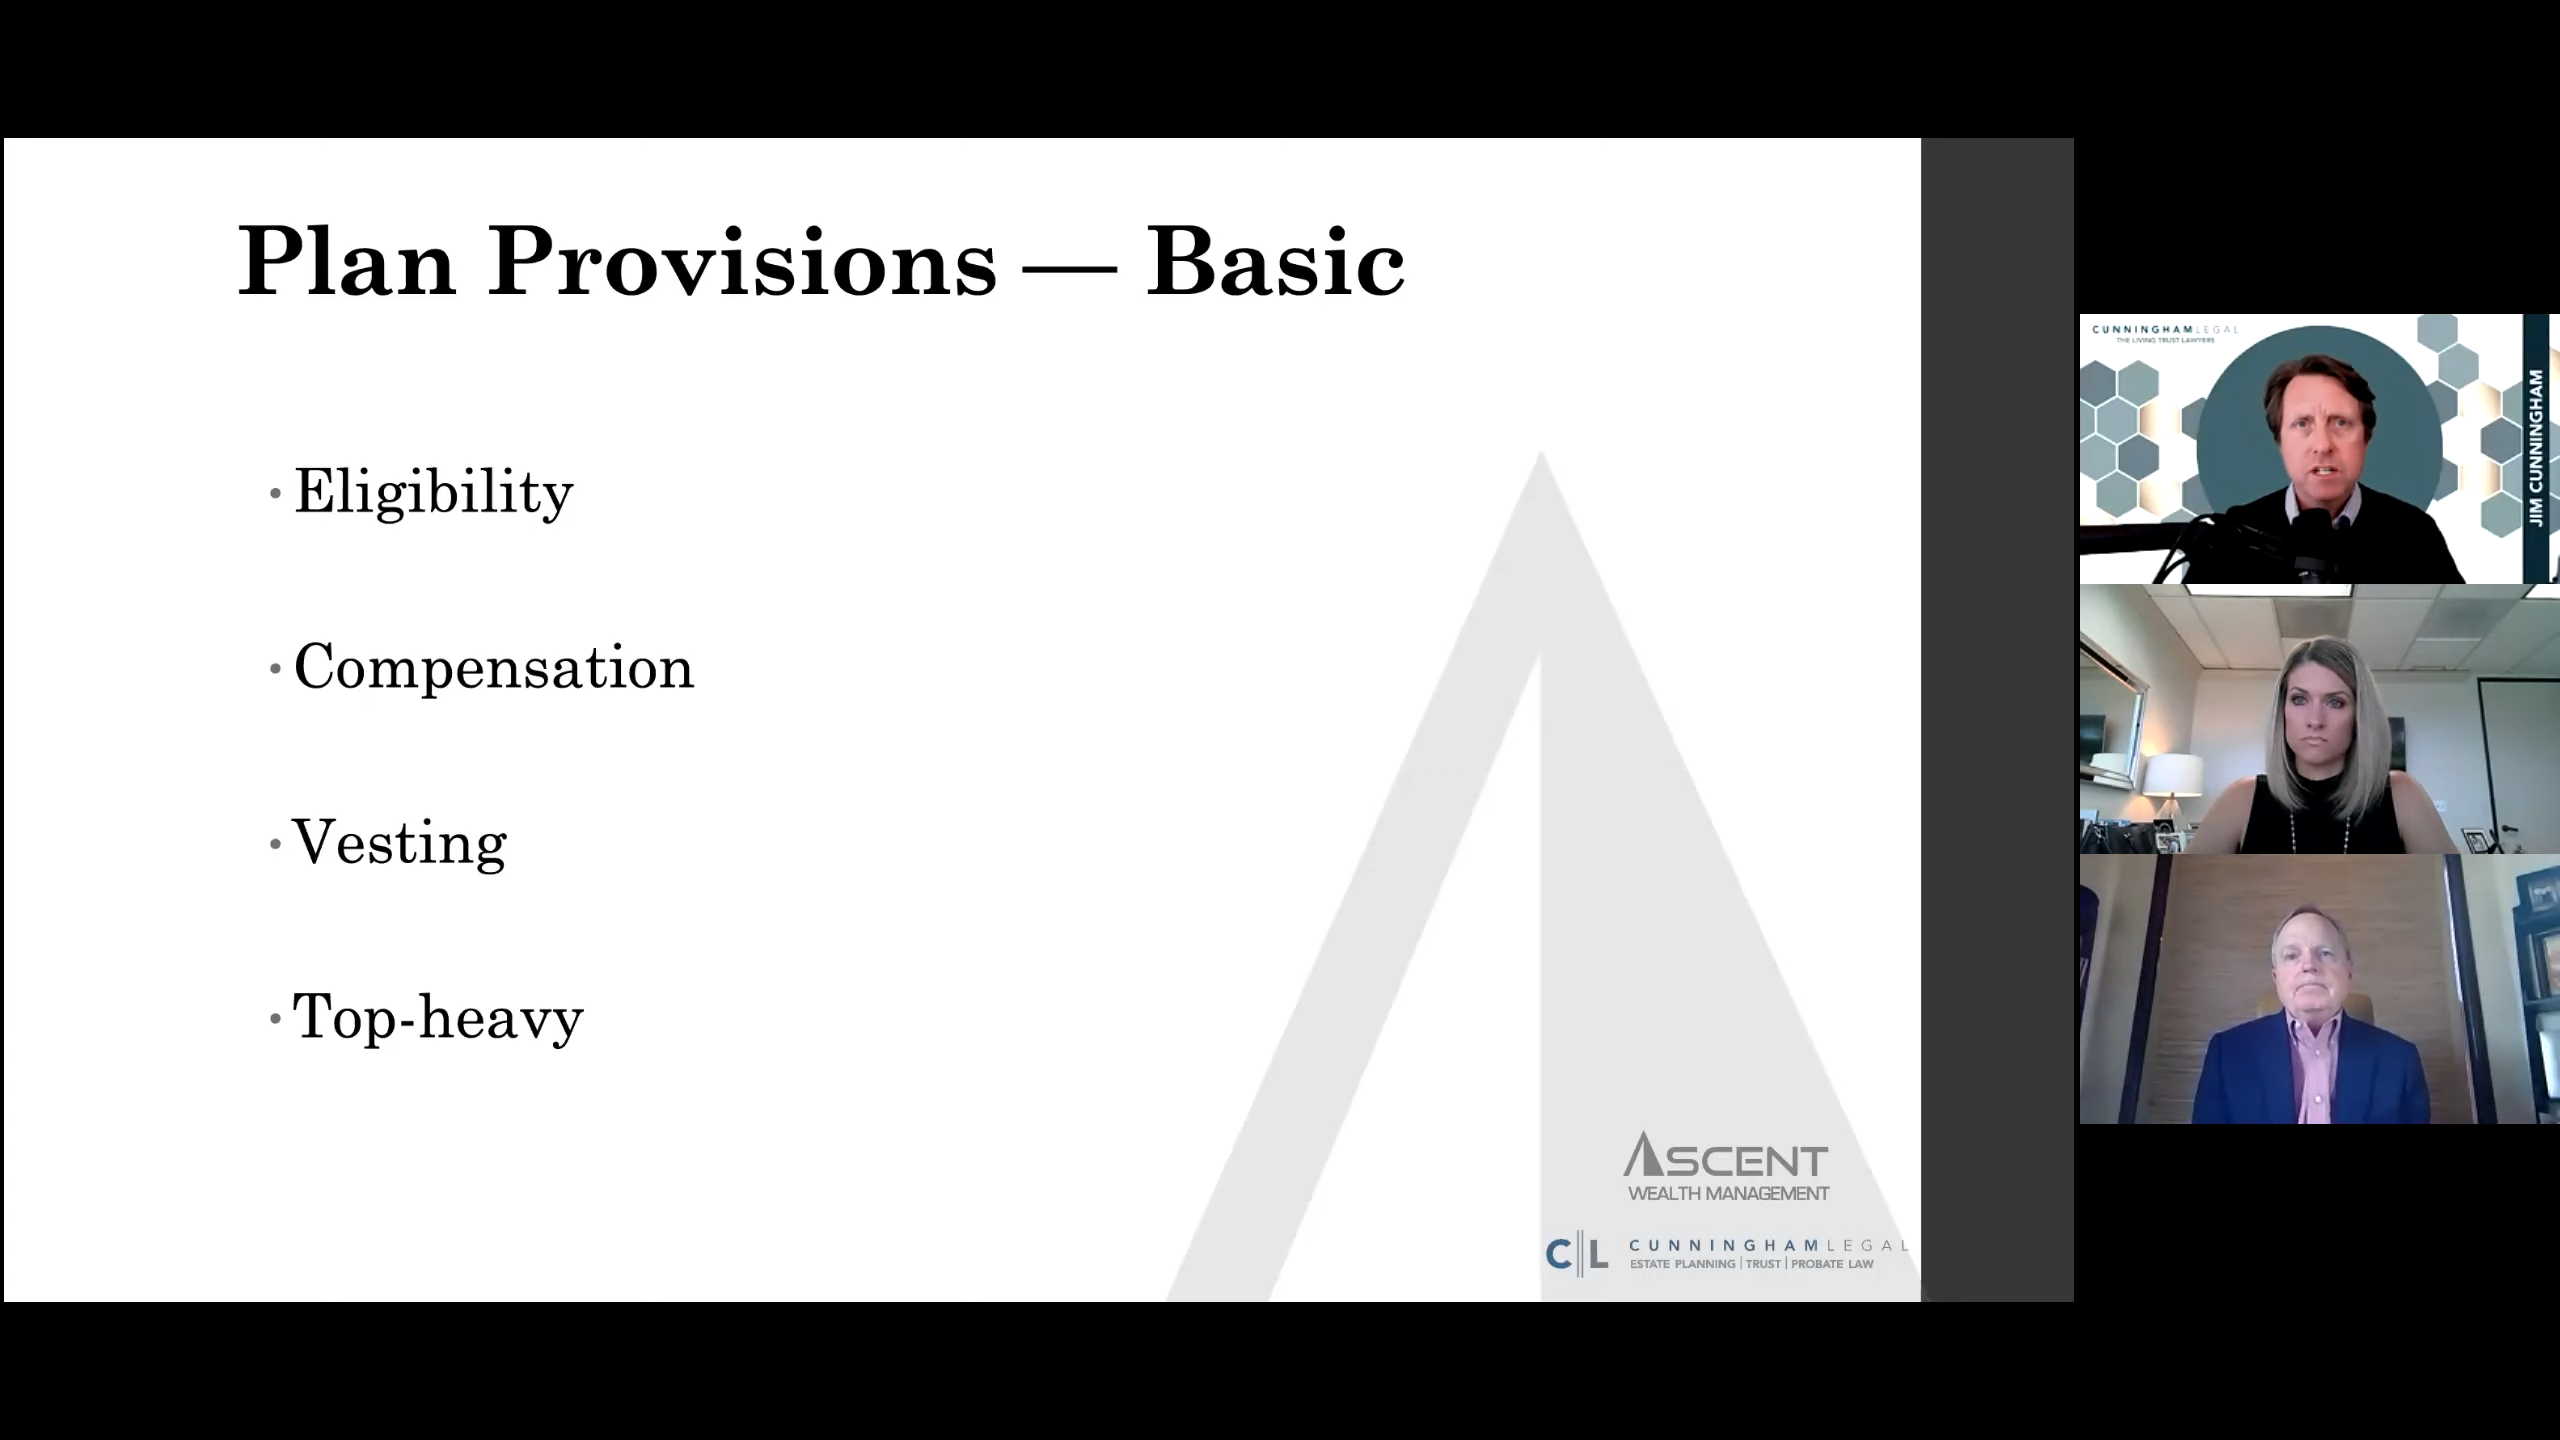 Plan Provisions — Basic
• Eligibility
• Compensation
• Vesting
• Top-heavy
ASCENT
WEALTH MANAGEMENT
C|L CUNNINGHAMLEGAL
ESTATE PLANNING | TRUST | PROBATE LAW
CUNNINGHAMLEGAL
THE LIVING TRUST LAWYERS
JIM CUNNINGHAM